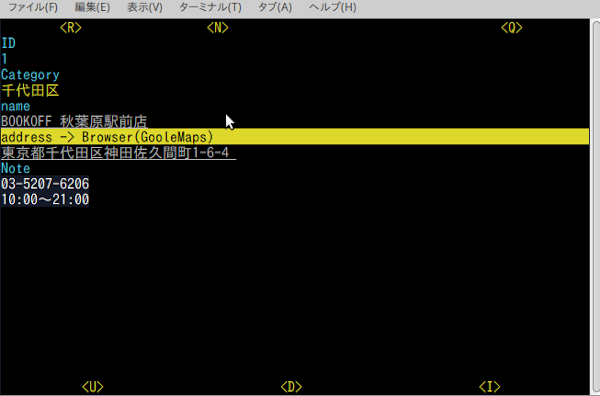 ファイル(F) 編集(E) 表示(V) ターミナル(T) タブ(A) ヘルプ(H)
<R> <N> <Q>
ID
1
Category
千代田区
name
BOOKOFF 秋葉原駅前店
address -> Browser(GooleMaps)
東京都千代田区神田佐久間町1-6-4
Note
03-5207-6206
10:00～21:00
<U> <D> <I>